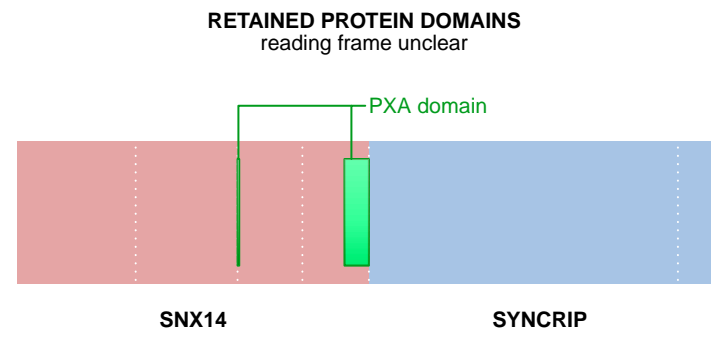 RETAINED PROTEIN DOMAINS
reading frame unclear
PXA domain
SNX14
SYNCRIP